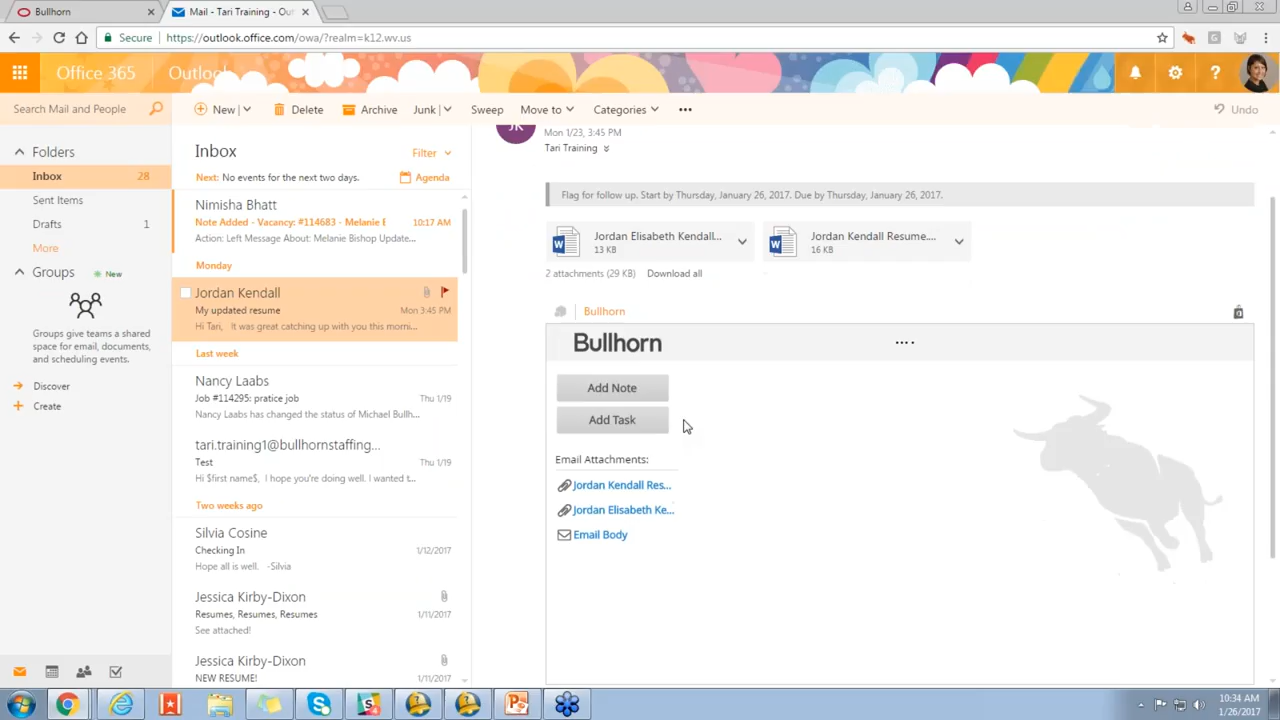 Bullhorn
Mail - Tari Training - Ou
Secure
https://outlook.office.com/owa/?realm=k12.wv.us
Office 365
Outlook
Search Mail and People
New
Delete
Archive
Junk
Sweep
Move to
Categories
Undo
Folders
Inbox 28
Sent Items
Drafts 1
More
Groups
New
Groups give teams a shared
space for email, documents,
and scheduling events.
Discover
Create
Inbox
Filter
Next: No events for the next two days.
Agenda
Nimisha Bhatt
Note Added - Vacancy: #114683 - Melanie E 10:17 AM
Action: Left Message About: Melanie Bishop Update...
Monday
Jordan Kendall
My updated resume Mon 3:45 PM
Hi Tari, It was great catching up with you this morni...
Last week
Nancy Laabs
Job #114295: pratice job Thu 1/19
Nancy Laabs has changed the status of Michael Bullh...
tari.training1@bullhornstaffing...
Test Thu 1/19
Hi $first name$, I hope you're doing well. I wanted t...
Two weeks ago
Silvia Cosine
Checking In 1/12/2017
Hope all is well. -Silvia
Jessica Kirby-Dixon
Resumes, Resumes, Resumes 1/11/2017
See attached!
Jessica Kirby-Dixon
NEW RESUME! 1/11/2017
JK
Mon 1/23, 3:45 PM
Tari Training
Flag for follow up. Start by Thursday, January 26, 2017. Due by Thursday, January 26, 2017.
Jordan Elisabeth Kendall...
13 KB
Jordan Kendall Resume....
16 KB
2 attachments (29 KB) Download all
Bullhorn
Bullhorn
Add Note
Add Task
Email Attachments:
Jordan Kendall Res...
Jordan Elisabeth Ke...
Email Body
10:34 AM
1/26/2017